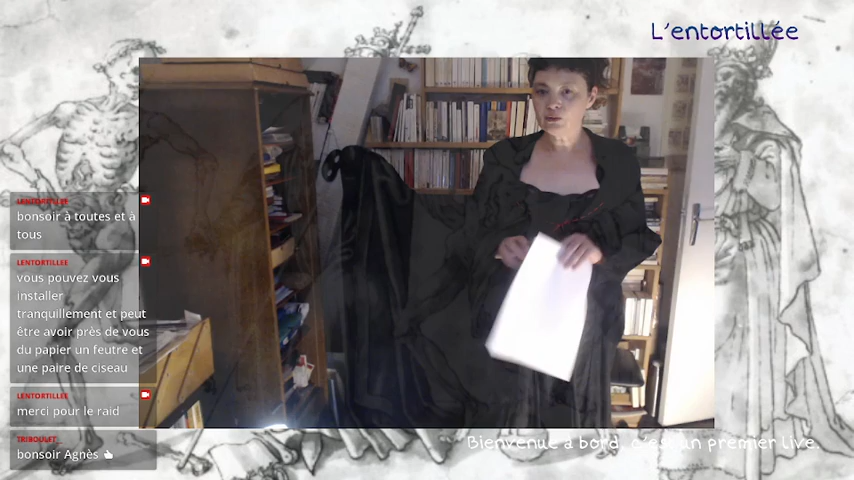 L'entortillée
LENTORTILLEE
bonsoir à toutes et à
tous
LENTORTILLEE
vous pouvez vous
installer
tranquillement et peut
être avoir près de vous
du papier un feutre et
une paire de ciseau
LENTORTILLEE
merci pour le raid
TRIBOULET
bonsoir Agnès
Bienvenue à bord, c'est un premier live.